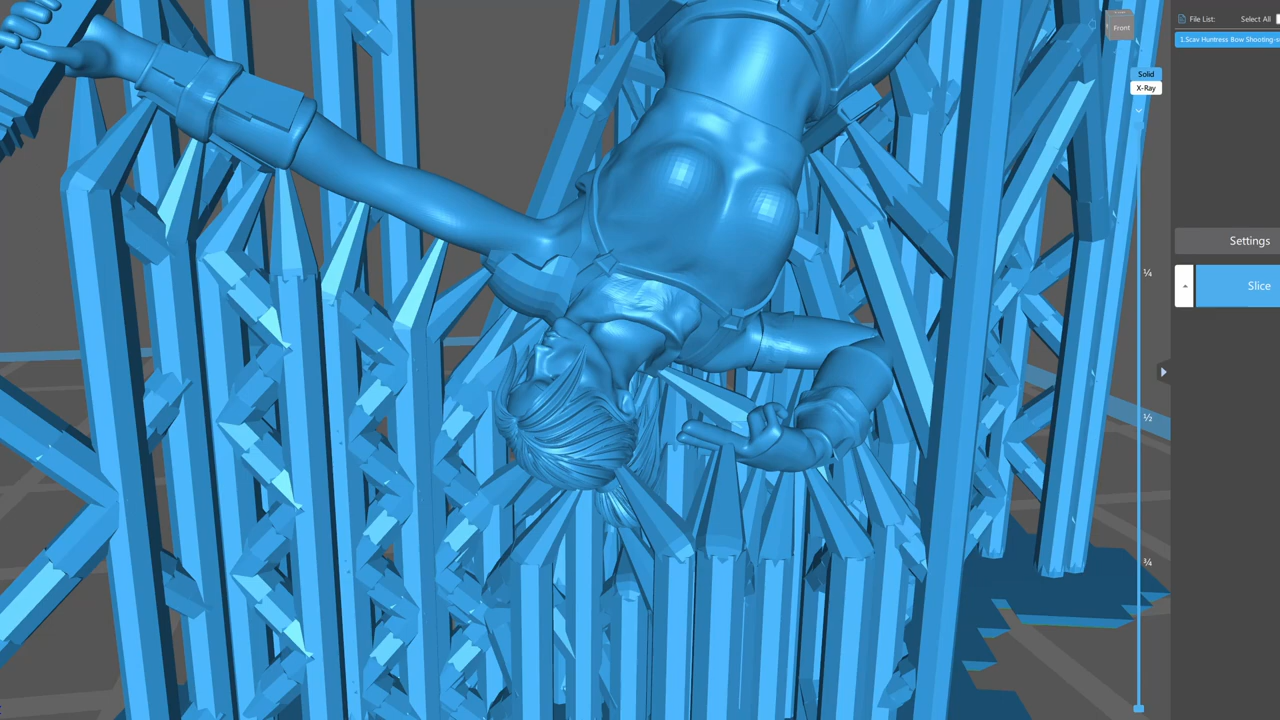 File List: Select All
Front
1.Scav Huntress Bow Shooting-s
Solid
X-Ray
Settings
¼
Slice
½
¾